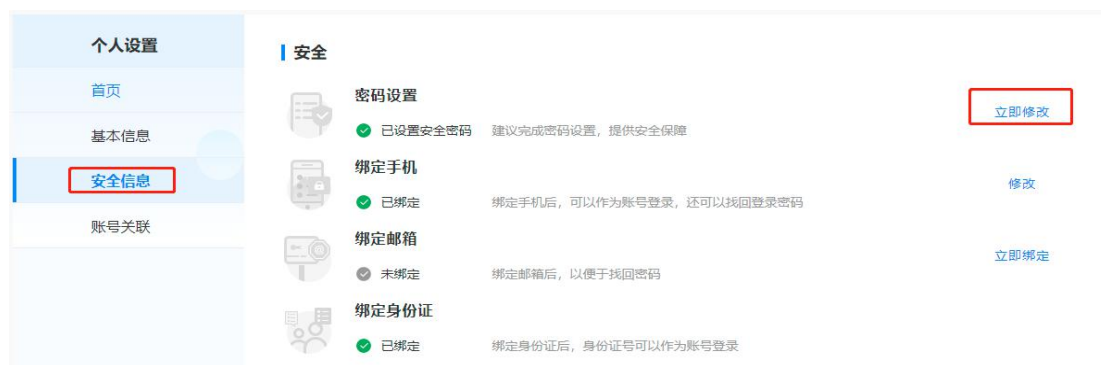 个人设置
首页
基本信息
安全信息
账号关联
安全
密码设置
已设置安全密码 建议完成密码设置，提供安全保障
立即修改
绑定手机
已绑定 绑定手机后，可以作为账号登录，还可以找回登录密码
修改
绑定邮箱
未绑定 绑定邮箱后，以便于找回密码
立即绑定
绑定身份证
已绑定 绑定身份证后，身份证号可以作为账号登录